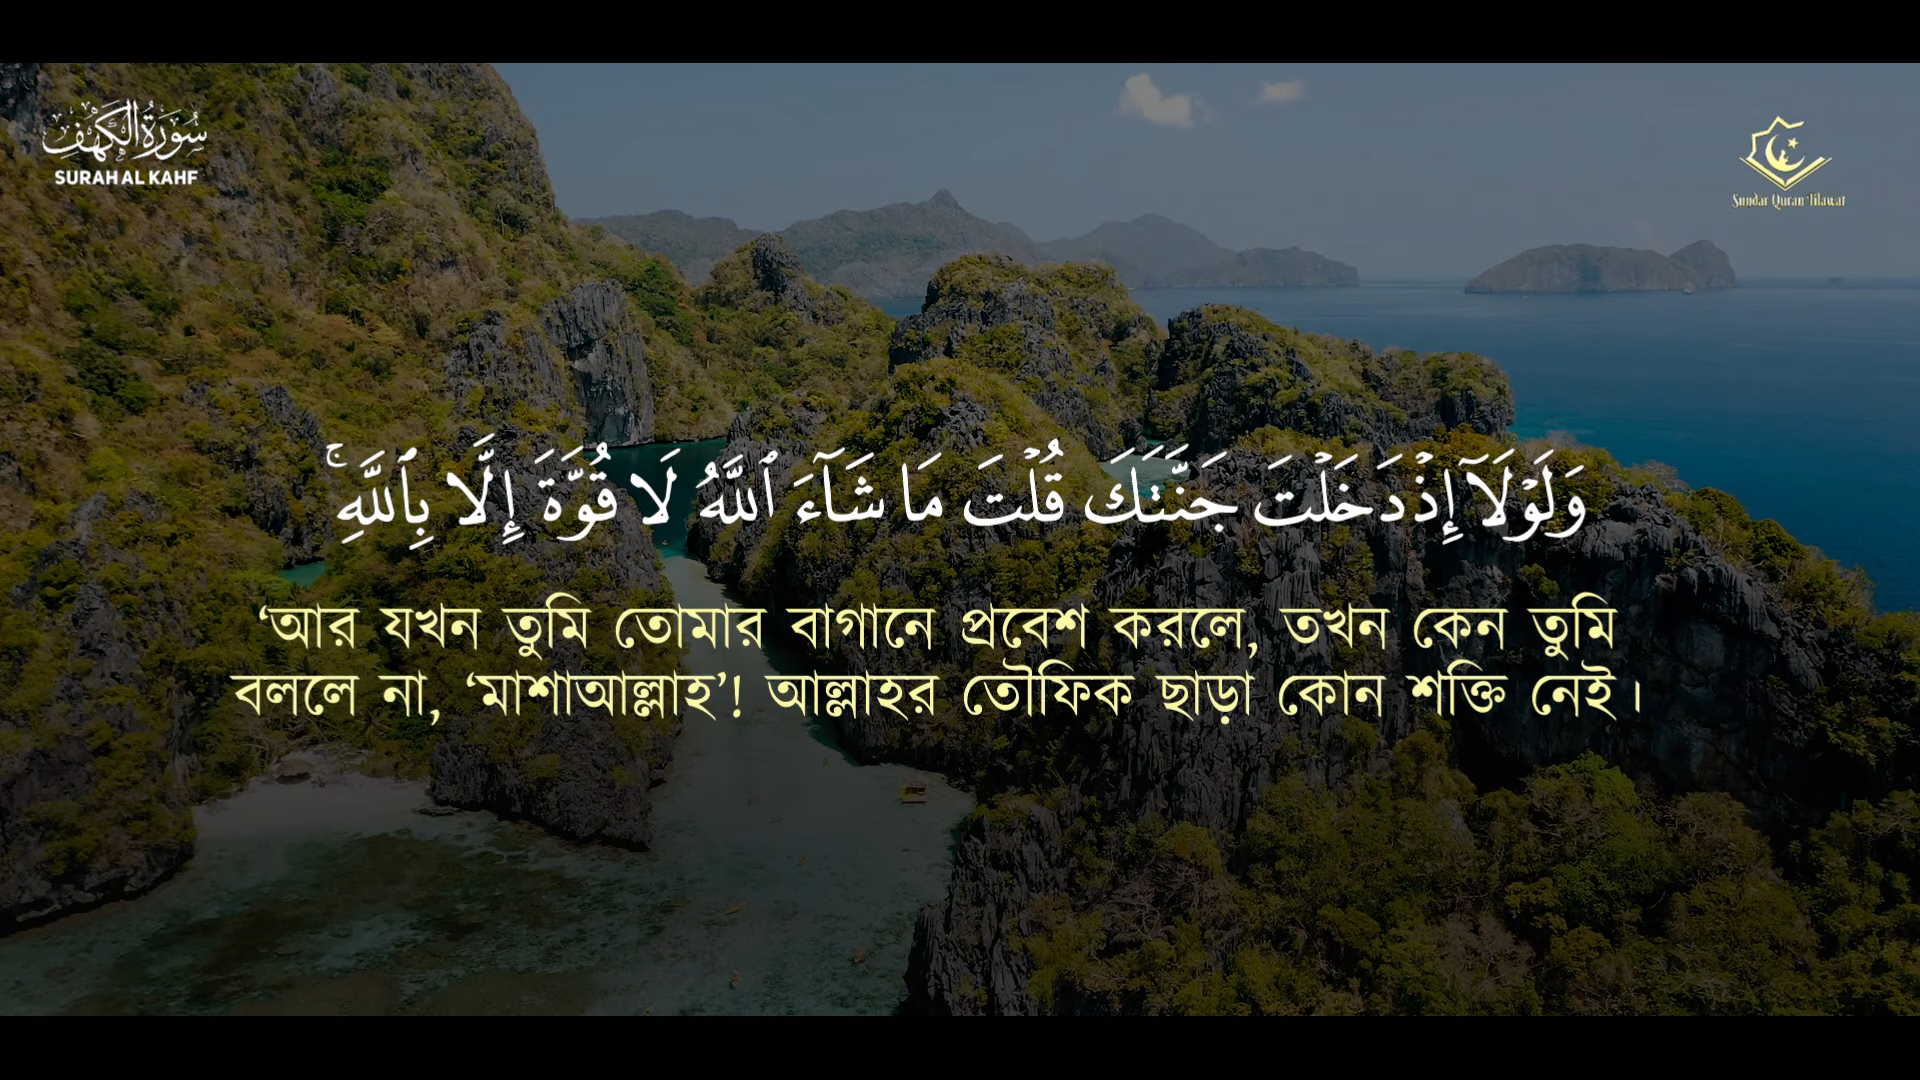 سُورَةُ الْكَهْفِ
SURAH AL KAHF
Sundar Quran Tilawat
وَلَوْلَآ إِذْ دَخَلْتَ جَنَّتَكَ قُلْتَ مَا شَآءَ ٱللَّهُ لَا قُوَّةَ إِلَّا بِٱللَّهِ ۚ
‘আর যখন তুমি তোমার বাগানে প্রবেশ করলে, তখন কেন তুমি
বললে না, ‘মাশাআল্লাহ’! আল্লাহর তৌফিক ছাড়া কোন শক্তি নেই।